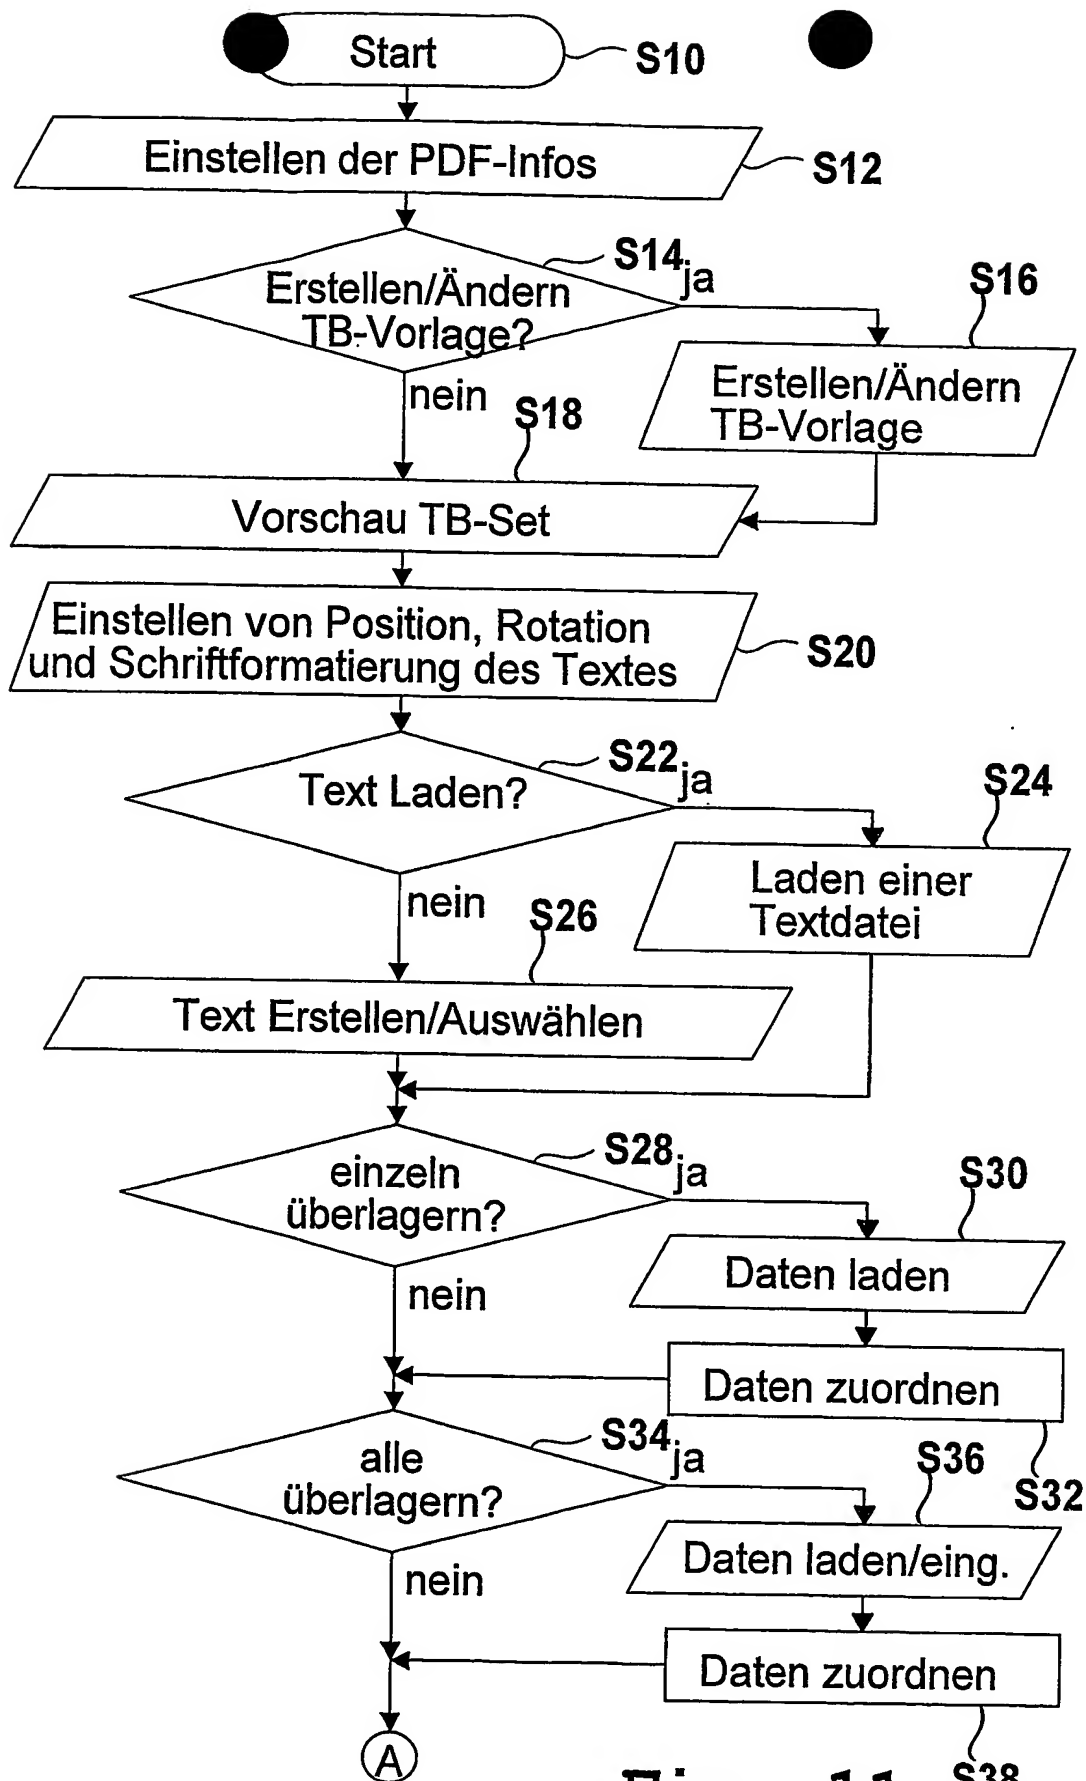 Start
S10
Einstellen der PDF-Infos
S12
S14
Erstellen/Ändern
TB-Vorlage?
ja
S16
Erstellen/Ändern
TB-Vorlage
nein
S18
Vorschau TB-Set
Einstellen von Position, Rotation
und Schriftformatierung des Textes
S20
S22
Text Laden?
ja
S24
Laden einer
Textdatei
nein
S26
Text Erstellen/Auswählen
S28
einzeln
überlagern?
ja
S30
Daten laden
nein
Daten zuordnen
S32
S34
alle
überlagern?
ja
S36
Daten laden/eing.
nein
Daten zuordnen
S38
A